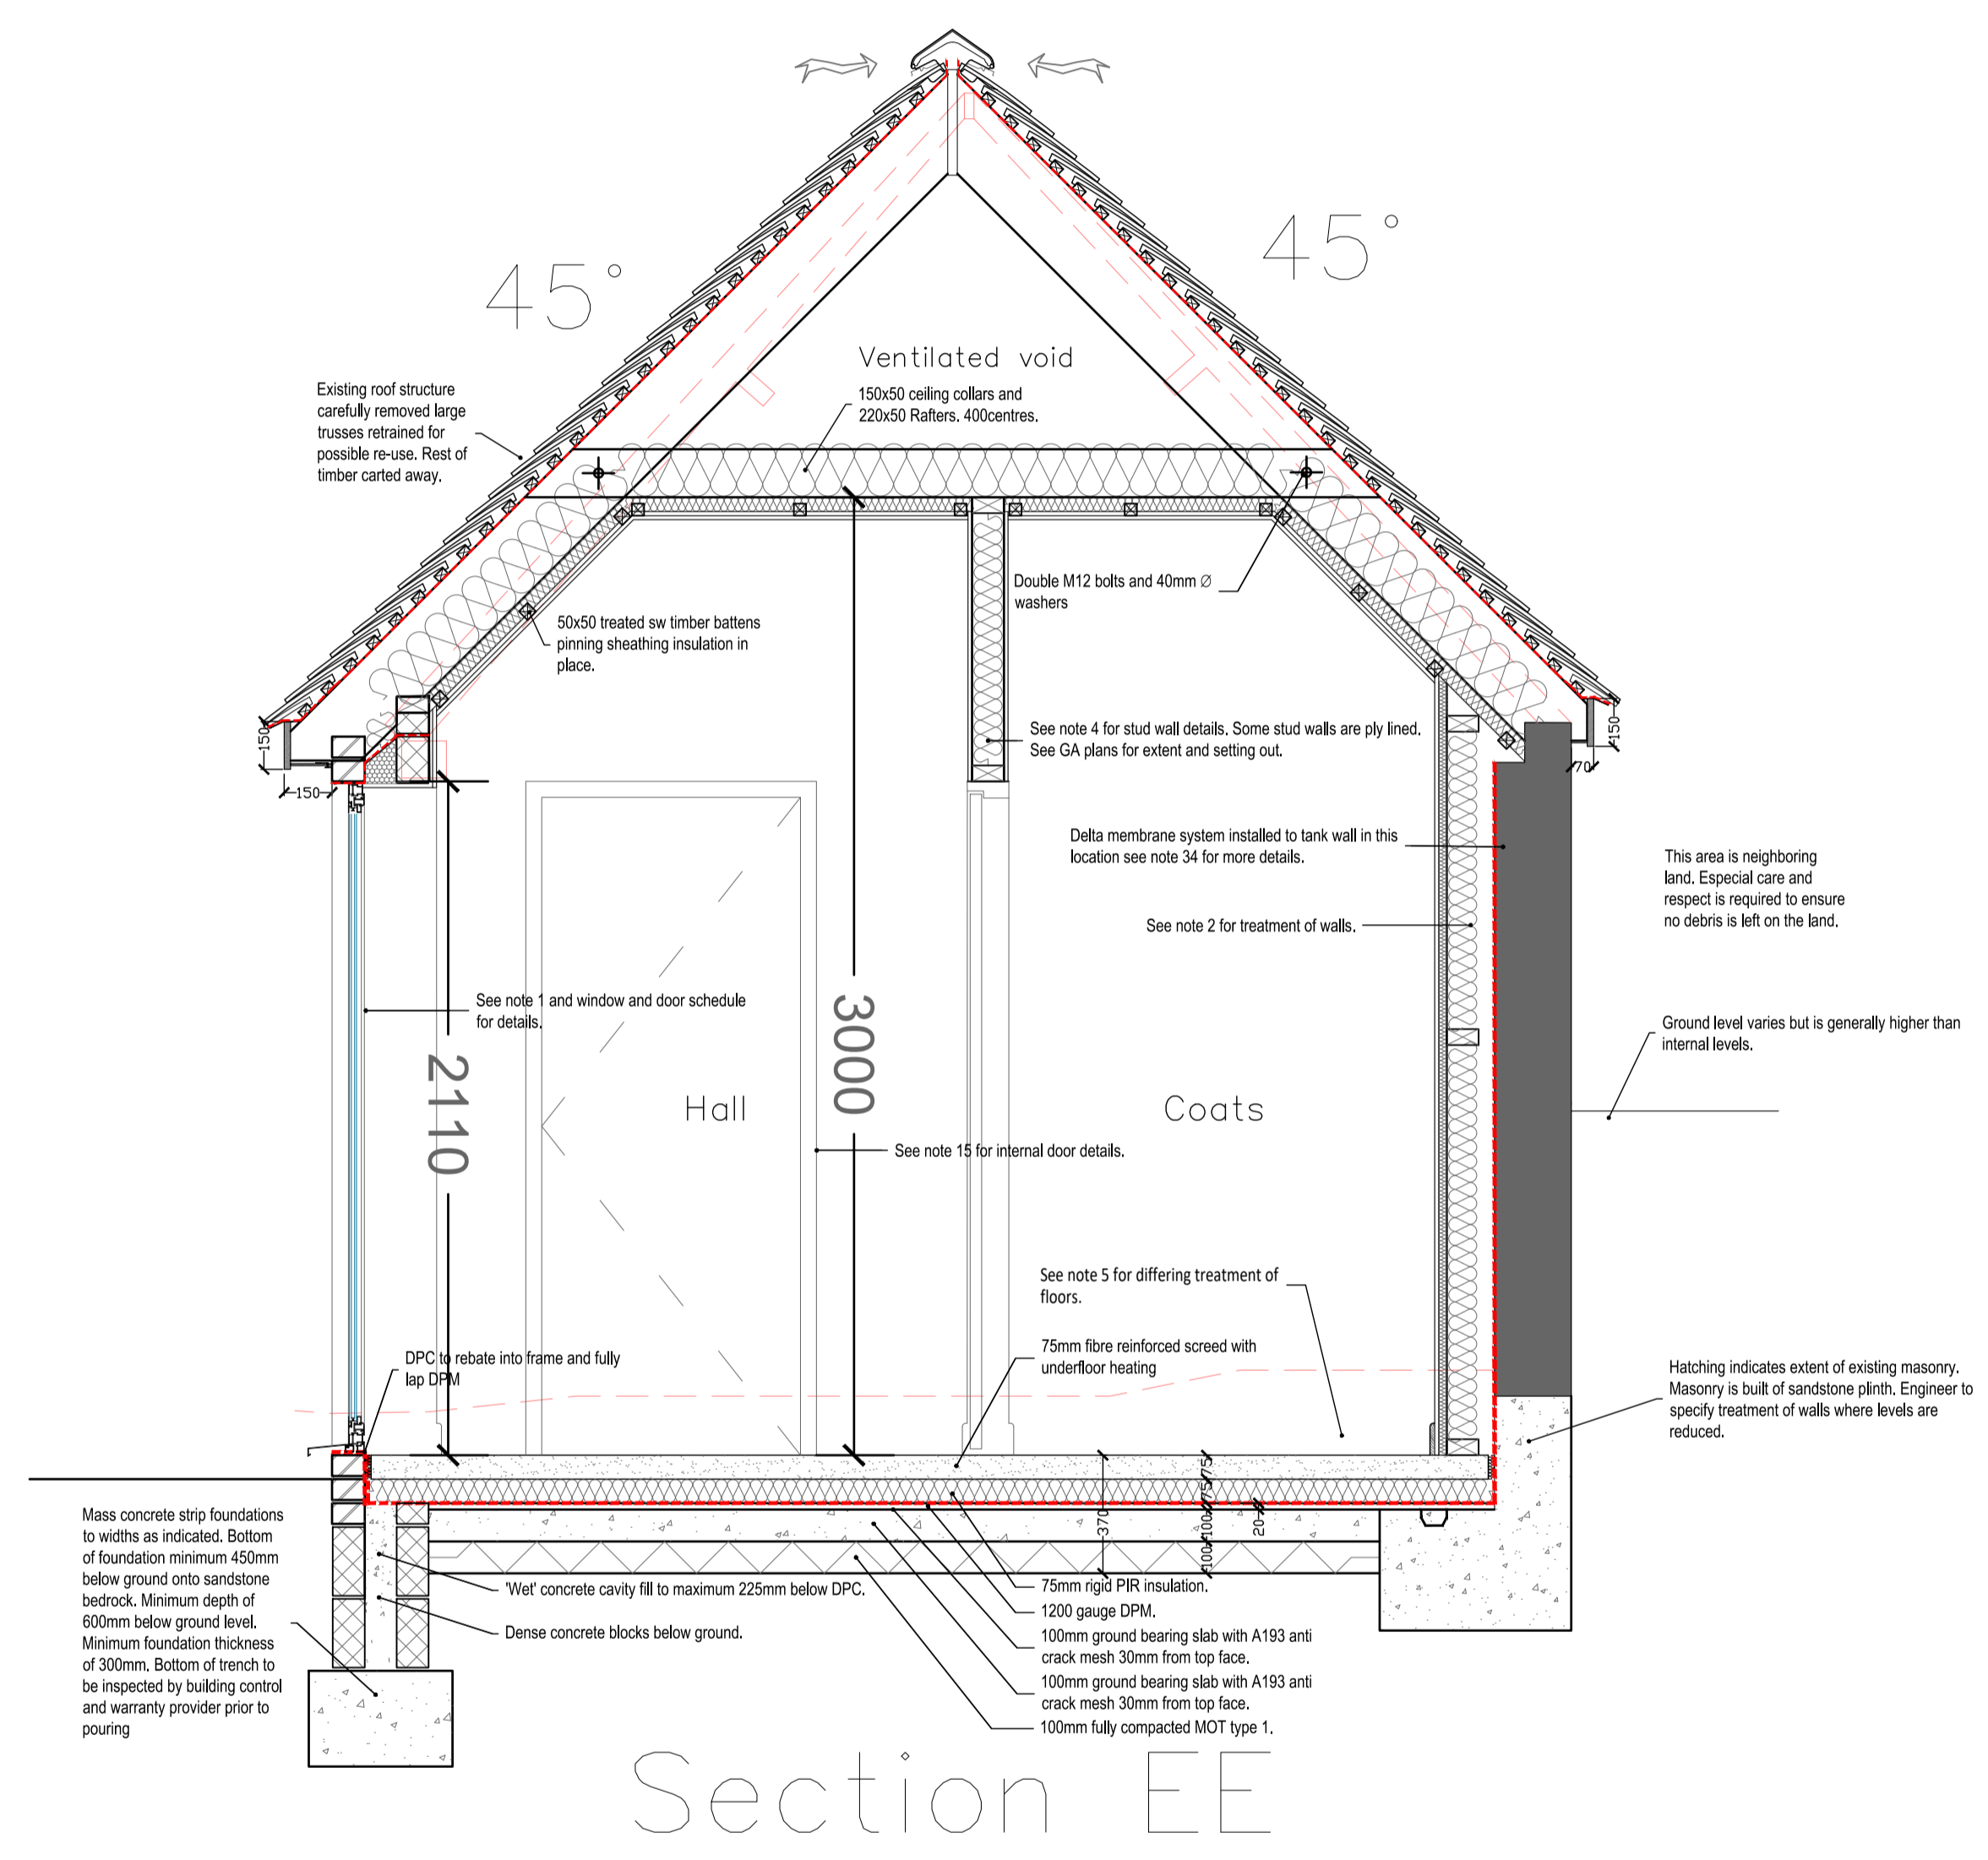 45°
45°
Ventilated void
150x50 ceiling collars and
220x50 Rafters. 400centres.
Existing roof structure
carefully removed large
trusses retrained for
possible re-use. Rest of
timber carted away.
Double M12 bolts and 40mm ∅
washers
50x50 treated sw timber battens
pinning sheathing insulation in
place.
See note 4 for stud wall details. Some stud walls are ply lined.
See GA plans for extent and setting out.
150
150
150
70
Delta membrane system installed to tank wall in this
location see note 34 for more details.
This area is neighboring
land. Especial care and
respect is required to ensure
no debris is left on the land.
See note 2 for treatment of walls.
See note 1 and window and door schedule
for details.
3000
2110
Ground level varies but is generally higher than
internal levels.
Hall
Coats
See note 15 for internal door details.
See note 5 for differing treatment of
floors.
75mm fibre reinforced screed with
underfloor heating
DPC to rebate into frame and fully
lap DPM
Hatching indicates extent of existing masonry.
Masonry is built of sandstone plinth. Engineer to
specify treatment of walls where levels are
reduced.
370
75
75
100
100
20
Mass concrete strip foundations
to widths as indicated. Bottom
of foundation minimum 450mm
below ground onto sandstone
bedrock. Minimum depth of
600mm below ground level.
Minimum foundation thickness
of 300mm. Bottom of trench to
be inspected by building control
and warranty provider prior to
pouring
'Wet' concrete cavity fill to maximum 225mm below DPC.
Dense concrete blocks below ground.
75mm rigid PIR insulation.
1200 gauge DPM.
100mm ground bearing slab with A193 anti
crack mesh 30mm from top face.
100mm ground bearing slab with A193 anti
crack mesh 30mm from top face.
100mm fully compacted MOT type 1.
Section EE